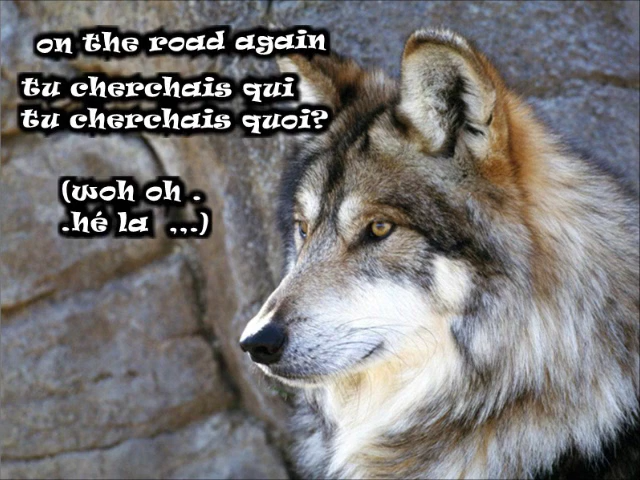 on the road again
tu cherchais qui
tu cherchais quoi?
(woh oh .
.hé la ,,.)